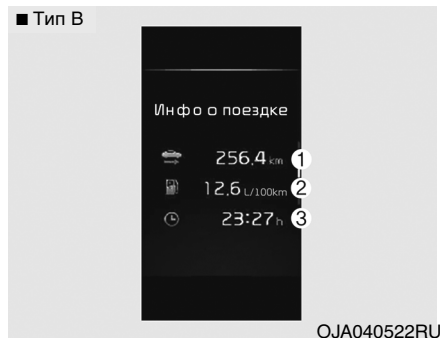 ■ Тип B
Инфо о поездке
256,4 km 1
12,6 L/100km 2
23:27 h 3
OJA040522RU